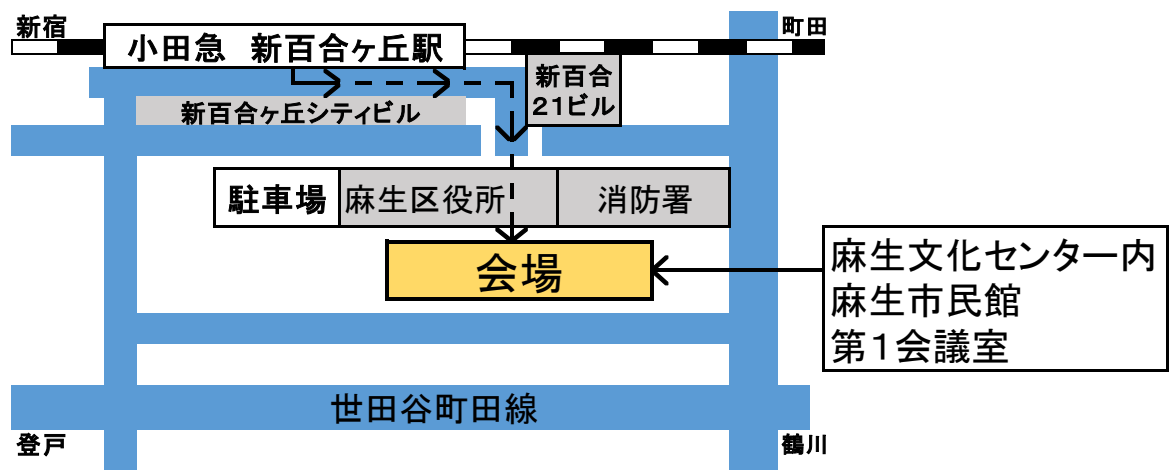 新宿
町田
小田急 新百合ヶ丘駅
新百合
21ビル
新百合ヶ丘シティビル
駐車場
麻生区役所
消防署
会場
麻生文化センター内
麻生市民館
第1会議室
世田谷町田線
登戸
鶴川